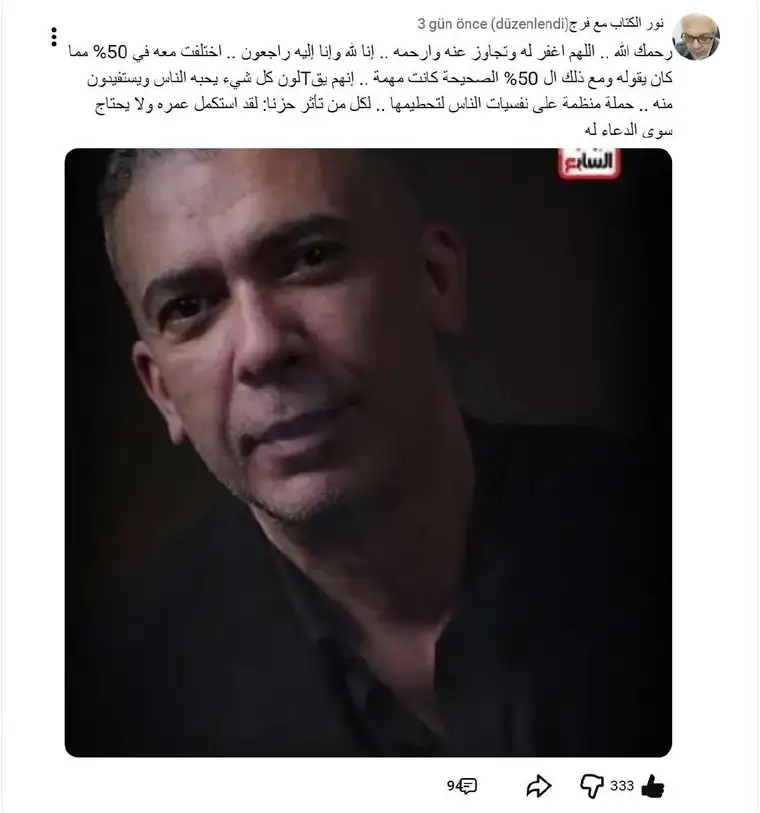 نور الكتاب مع فرج 3 gün önce (düzenlendi)
رحمك الله .. اللهم اغفر له وتجاوز عنه وارحمه .. إنا لله وإنا إليه راجعون .. اختلفت معه في 50% مما
كان يقوله ومع ذلك ال 50% الصحيحة كانت مهمة .. إنهم يقTلون كل شيء يحبه الناس ويستفيدون
منه .. حملة منظمة على نفسيات الناس لتحطيمها .. لكل من تأثر حزنا: لقد استكمل عمره ولا يحتاج
سوى الدعاء له
السابع
333
94